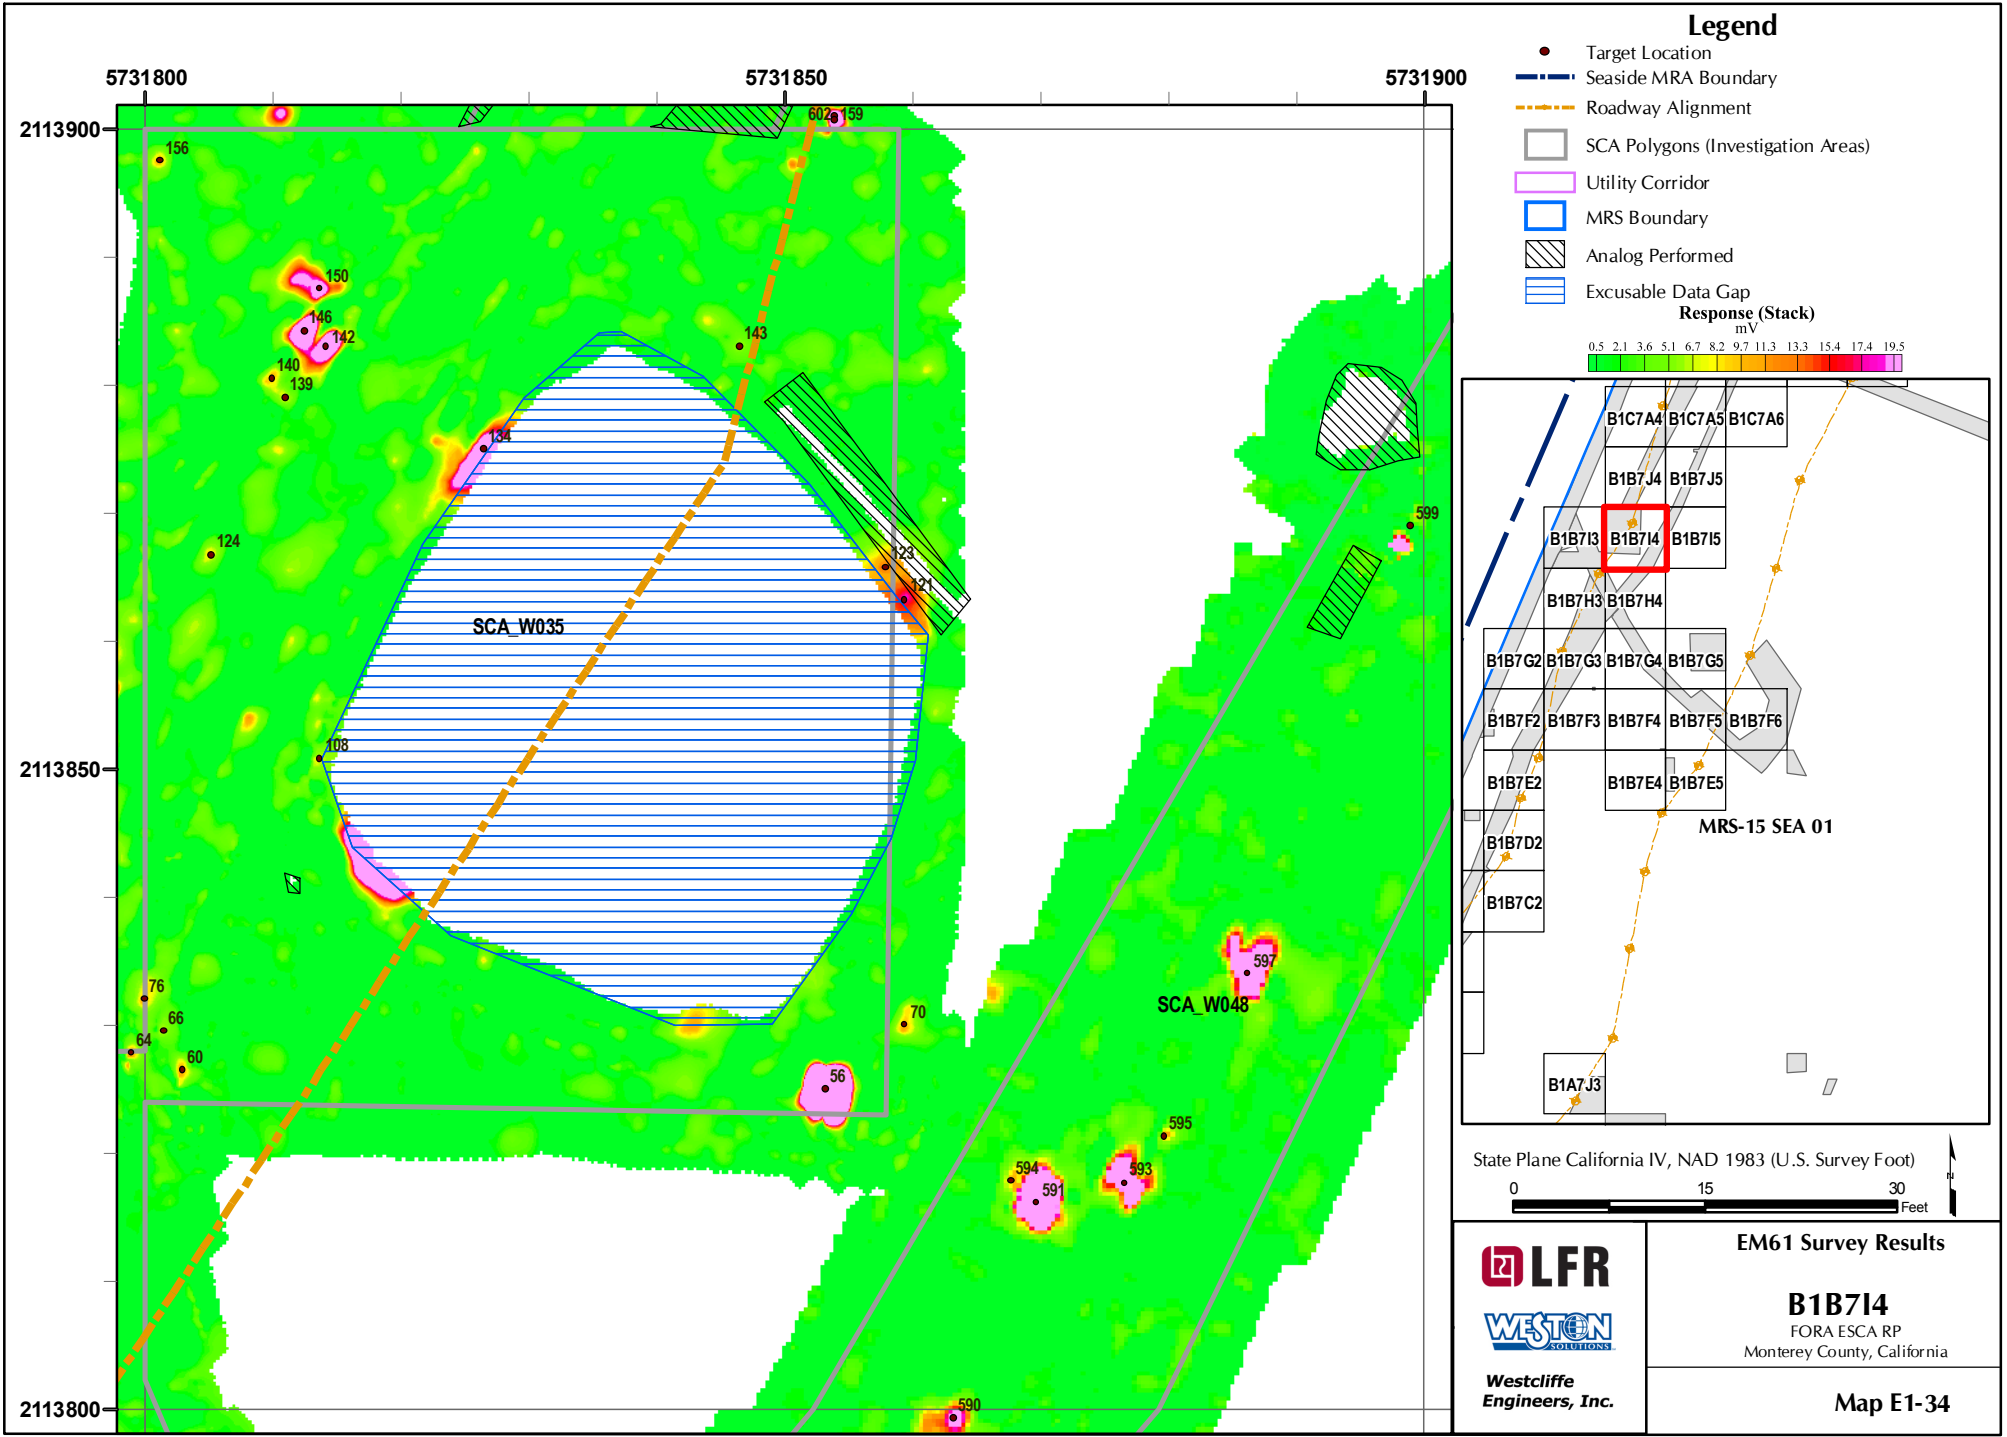 5731800
5731850
5731900
2113900
2113850
2113800
602
159
156
150
146
142
143
140
139
134
124
123
121
599
SCA_W035
108
76
66
64
60
70
56
597
SCA_W048
595
594
593
591
590
Legend
Target Location
Seaside MRA Boundary
Roadway Alignment
SCA Polygons (Investigation Areas)
Utility Corridor
MRS Boundary
Analog Performed
Excusable Data Gap
Response (Stack)
mV
0.5 2.1 3.6 5.1 6.7 8.2 9.7 11.3 13.3 15.4 17.4 19.5
B1C7A4 B1C7A5 B1C7A6
B1B7J4 B1B7J5
B1B7I3 B1B7I4 B1B7I5
B1B7H3 B1B7H4
B1B7G2 B1B7G3 B1B7G4 B1B7G5
B1B7F2 B1B7F3 B1B7F4 B1B7F5 B1B7F6
B1B7E2 B1B7E4 B1B7E5
MRS-15 SEA 01
B1B7D2
B1B7C2
B1A7J3
State Plane California IV, NAD 1983 (U.S. Survey Foot)
N
0 15 30
Feet
LFR
WESTON
SOLUTIONS
Westcliffe
Engineers, Inc.
EM61 Survey Results
B1B7I4
FORA ESCA RP
Monterey County, California
Map E1-34